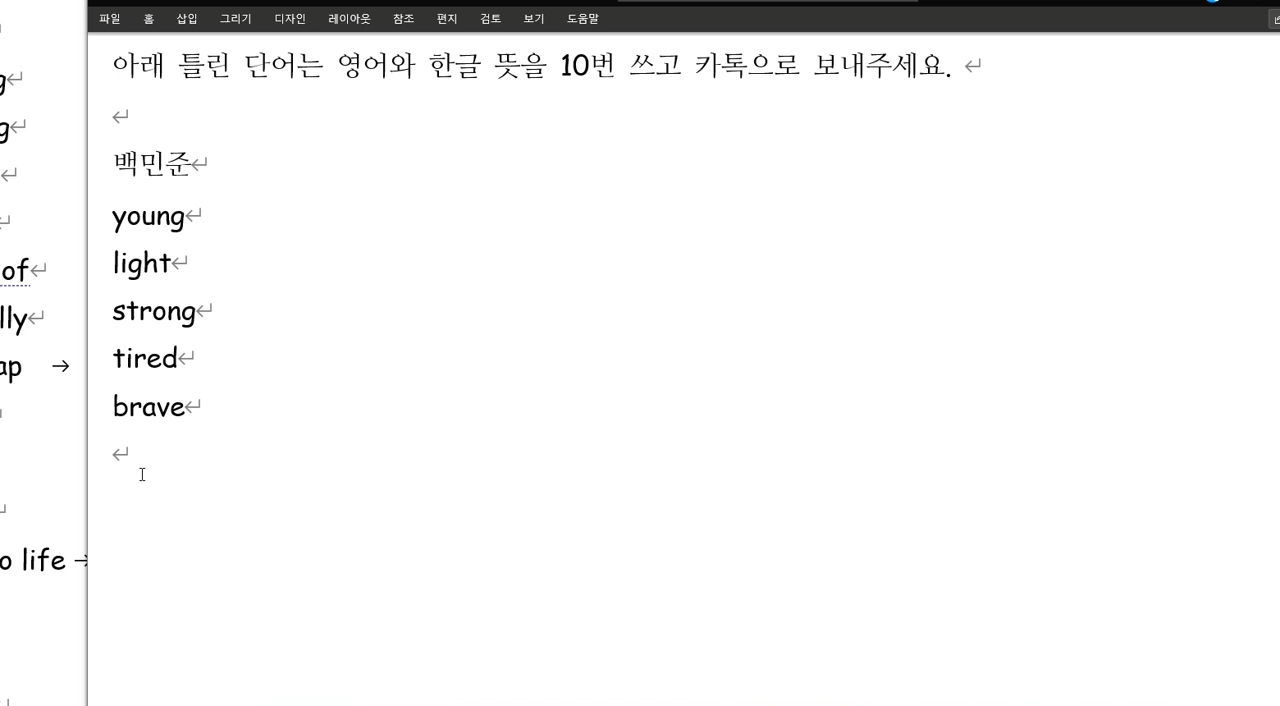 파일 홈 삽입 그리기 디자인 레이아웃 참조 편지 검토 보기 도움말
아래 틀린 단어는 영어와 한글 뜻을 10번 쓰고 카톡으로 보내주세요.
백민준
young
light
strong
tired
brave
of
life